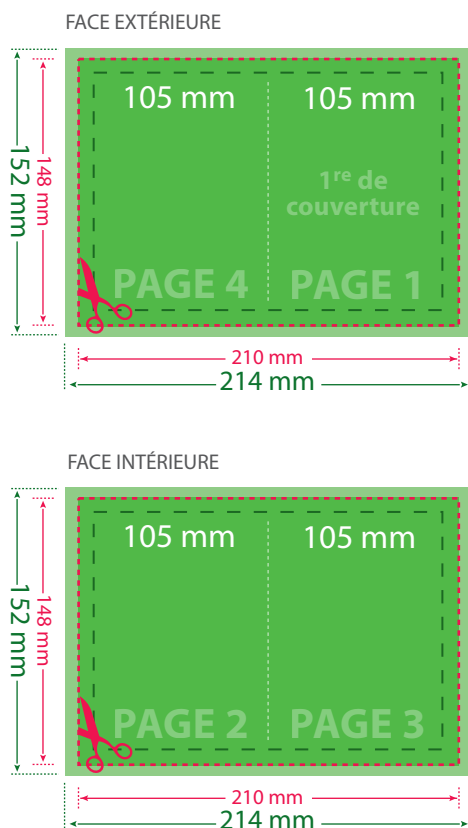 FACE EXTÉRIEURE
105 mm 105 mm
1re de
couverture
PAGE 4 PAGE 1
148 mm
152 mm
210 mm
214 mm
FACE INTÉRIEURE
105 mm 105 mm
PAGE 2 PAGE 3
148 mm
152 mm
210 mm
214 mm